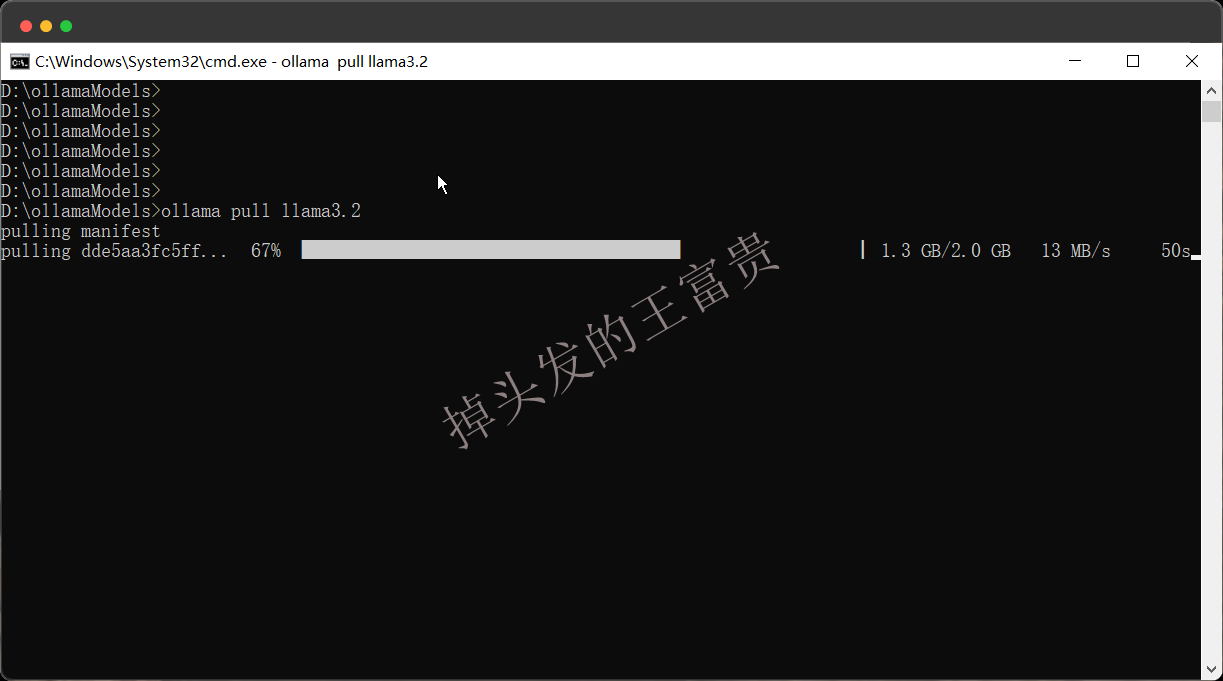 C:\Windows\System32\cmd.exe - ollama  pull llama3.2
D:\ollamaModels>
D:\ollamaModels>
D:\ollamaModels>
D:\ollamaModels>
D:\ollamaModels>
D:\ollamaModels>
D:\ollamaModels>ollama pull llama3.2
pulling manifest
pulling dde5aa3fc5ff...  67% ▕ ▏ 1.3 GB/2.0 GB   13 MB/s     50s
掉头发的王富贵